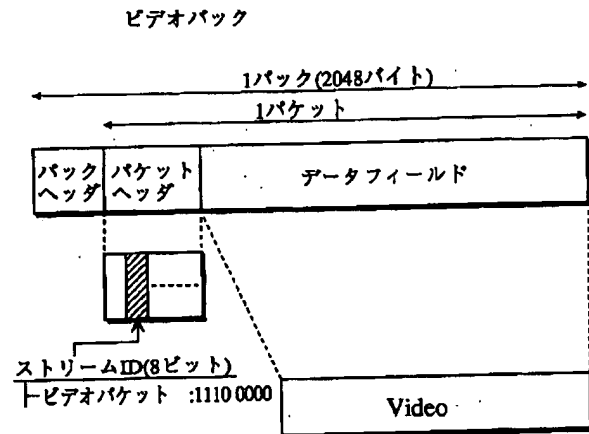 ビデオパック
1パック(2048バイト)
1パケット
パック
ヘッダ
パケット
ヘッダ
データフィールド
ストリームID(8ビット)
ビデオパケット :1110 0000
Video